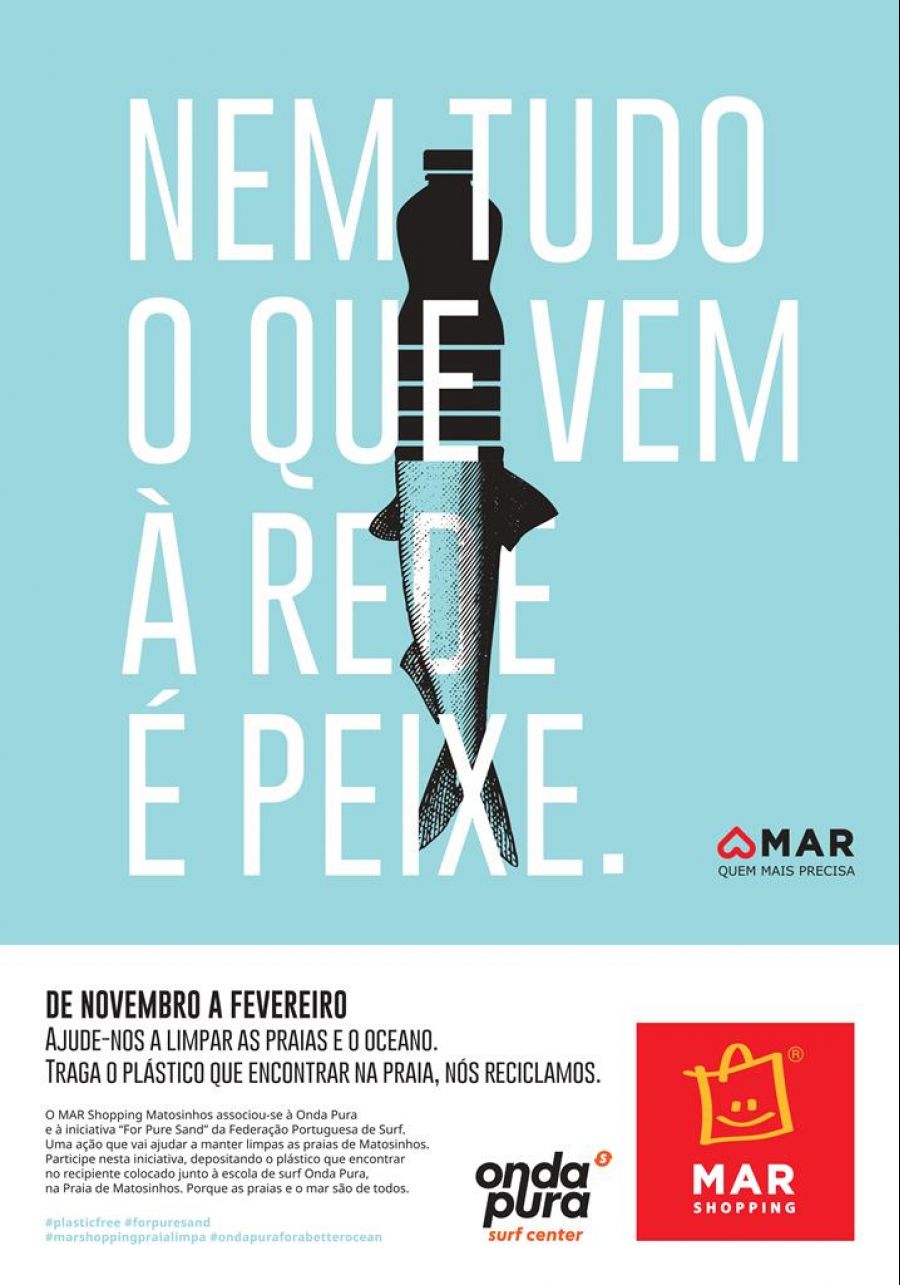 NEM TUDO
O QUE VEM
À REDE
É PEIXE.
MAR
QUEM MAIS PRECISA
DE NOVEMBRO A FEVEREIRO
AJUDE-NOS A LIMPAR AS PRAIAS E O OCEANO.
TRAGA O PLÁSTICO QUE ENCONTRAR NA PRAIA, NÓS RECICLAMOS.
O MAR Shopping Matosinhos associou-se à Onda Pura
e à iniciativa “For Pure Sand” da Federação Portuguesa de Surf.
Uma ação que vai ajudar a manter limpas as praias de Matosinhos.
Participe nesta iniciativa, depositando o plástico que encontrar
no recipiente colocado junto à escola de surf Onda Pura,
na Praia de Matosinhos. Porque as praias e o mar são de todos.
#plasticfree #forpuresand
#marshoppingpraialimpa #ondapuraforabetterocean
onda S
pura
surf center
®
MAR
SHOPPING